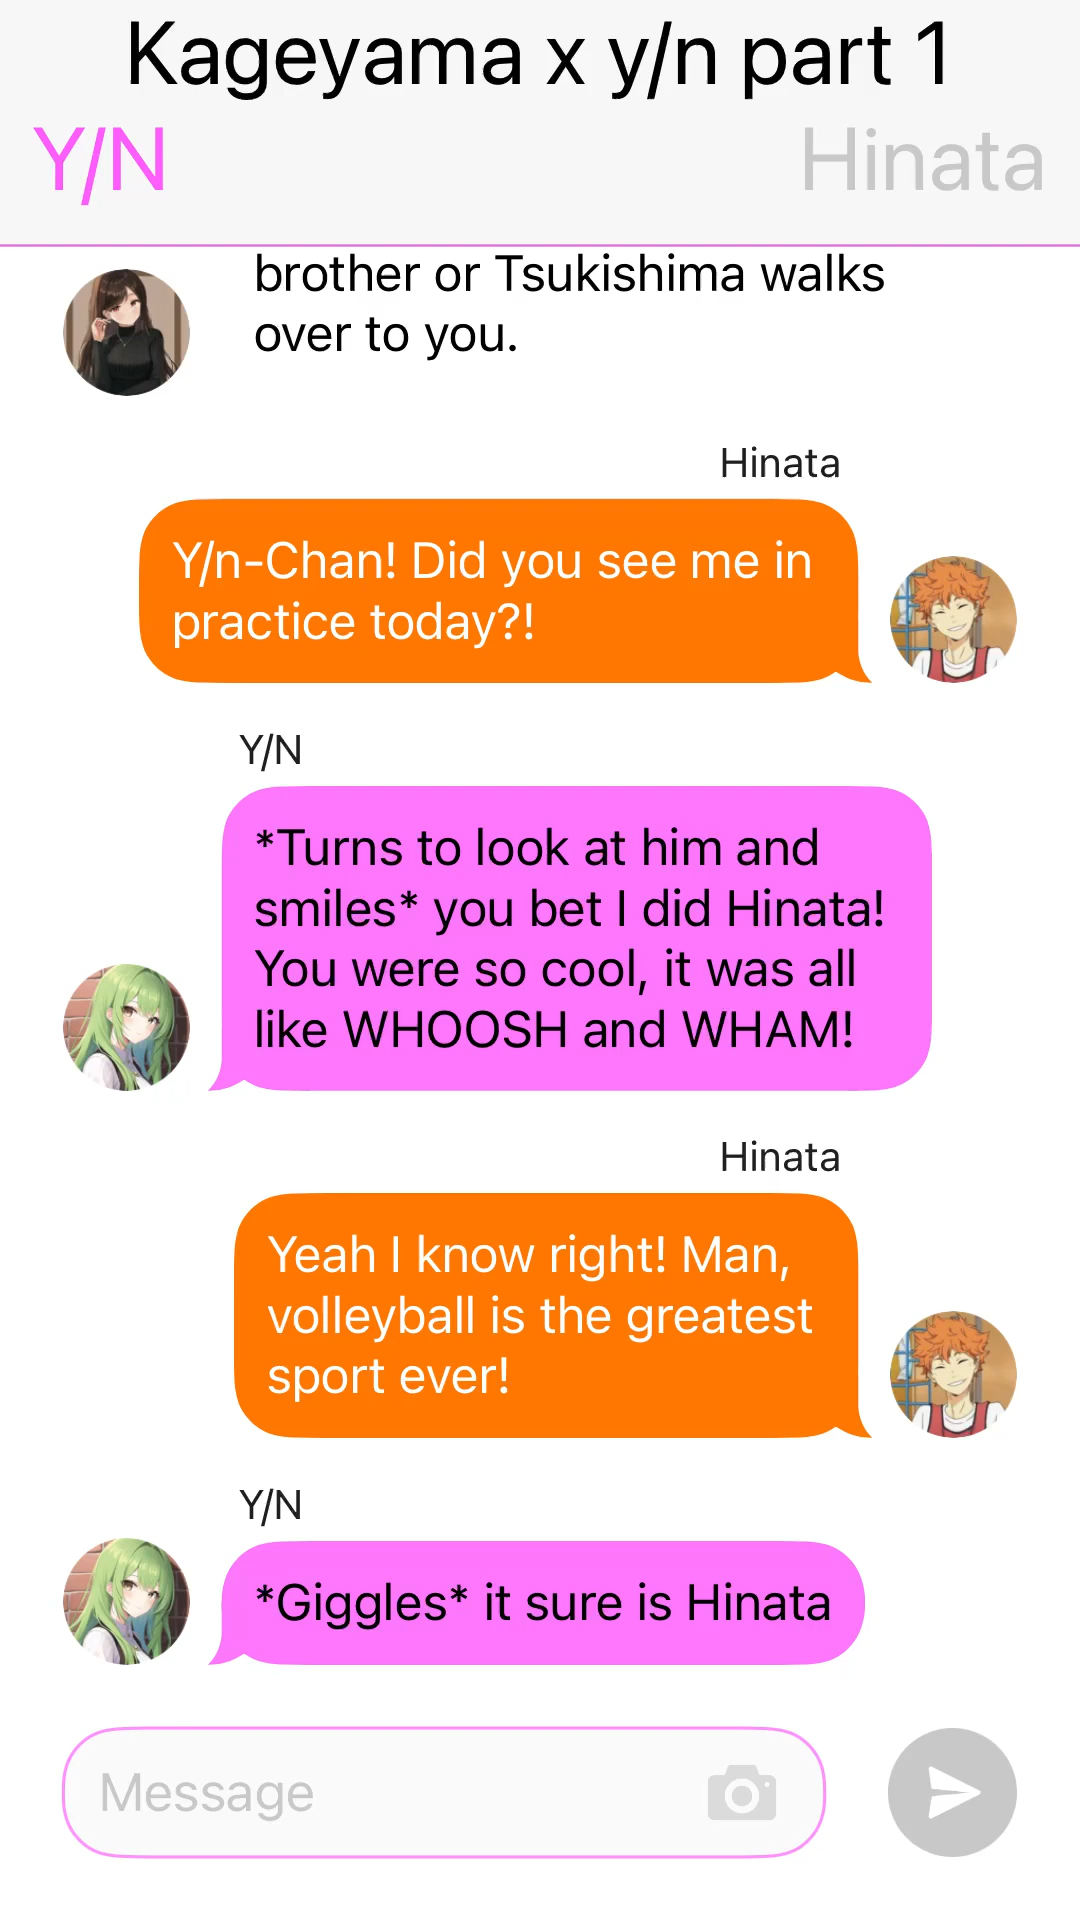 Kageyama x y/n part 1
Y/N
Hinata
brother or Tsukishima walks
over to you.
Hinata
Y/n-Chan! Did you see me in
practice today?!
Y/N
*Turns to look at him and
smiles* you bet I did Hinata!
You were so cool, it was all
like WHOOSH and WHAM!
Hinata
Yeah I know right! Man,
volleyball is the greatest
sport ever!
Y/N
*Giggles* it sure is Hinata
Message